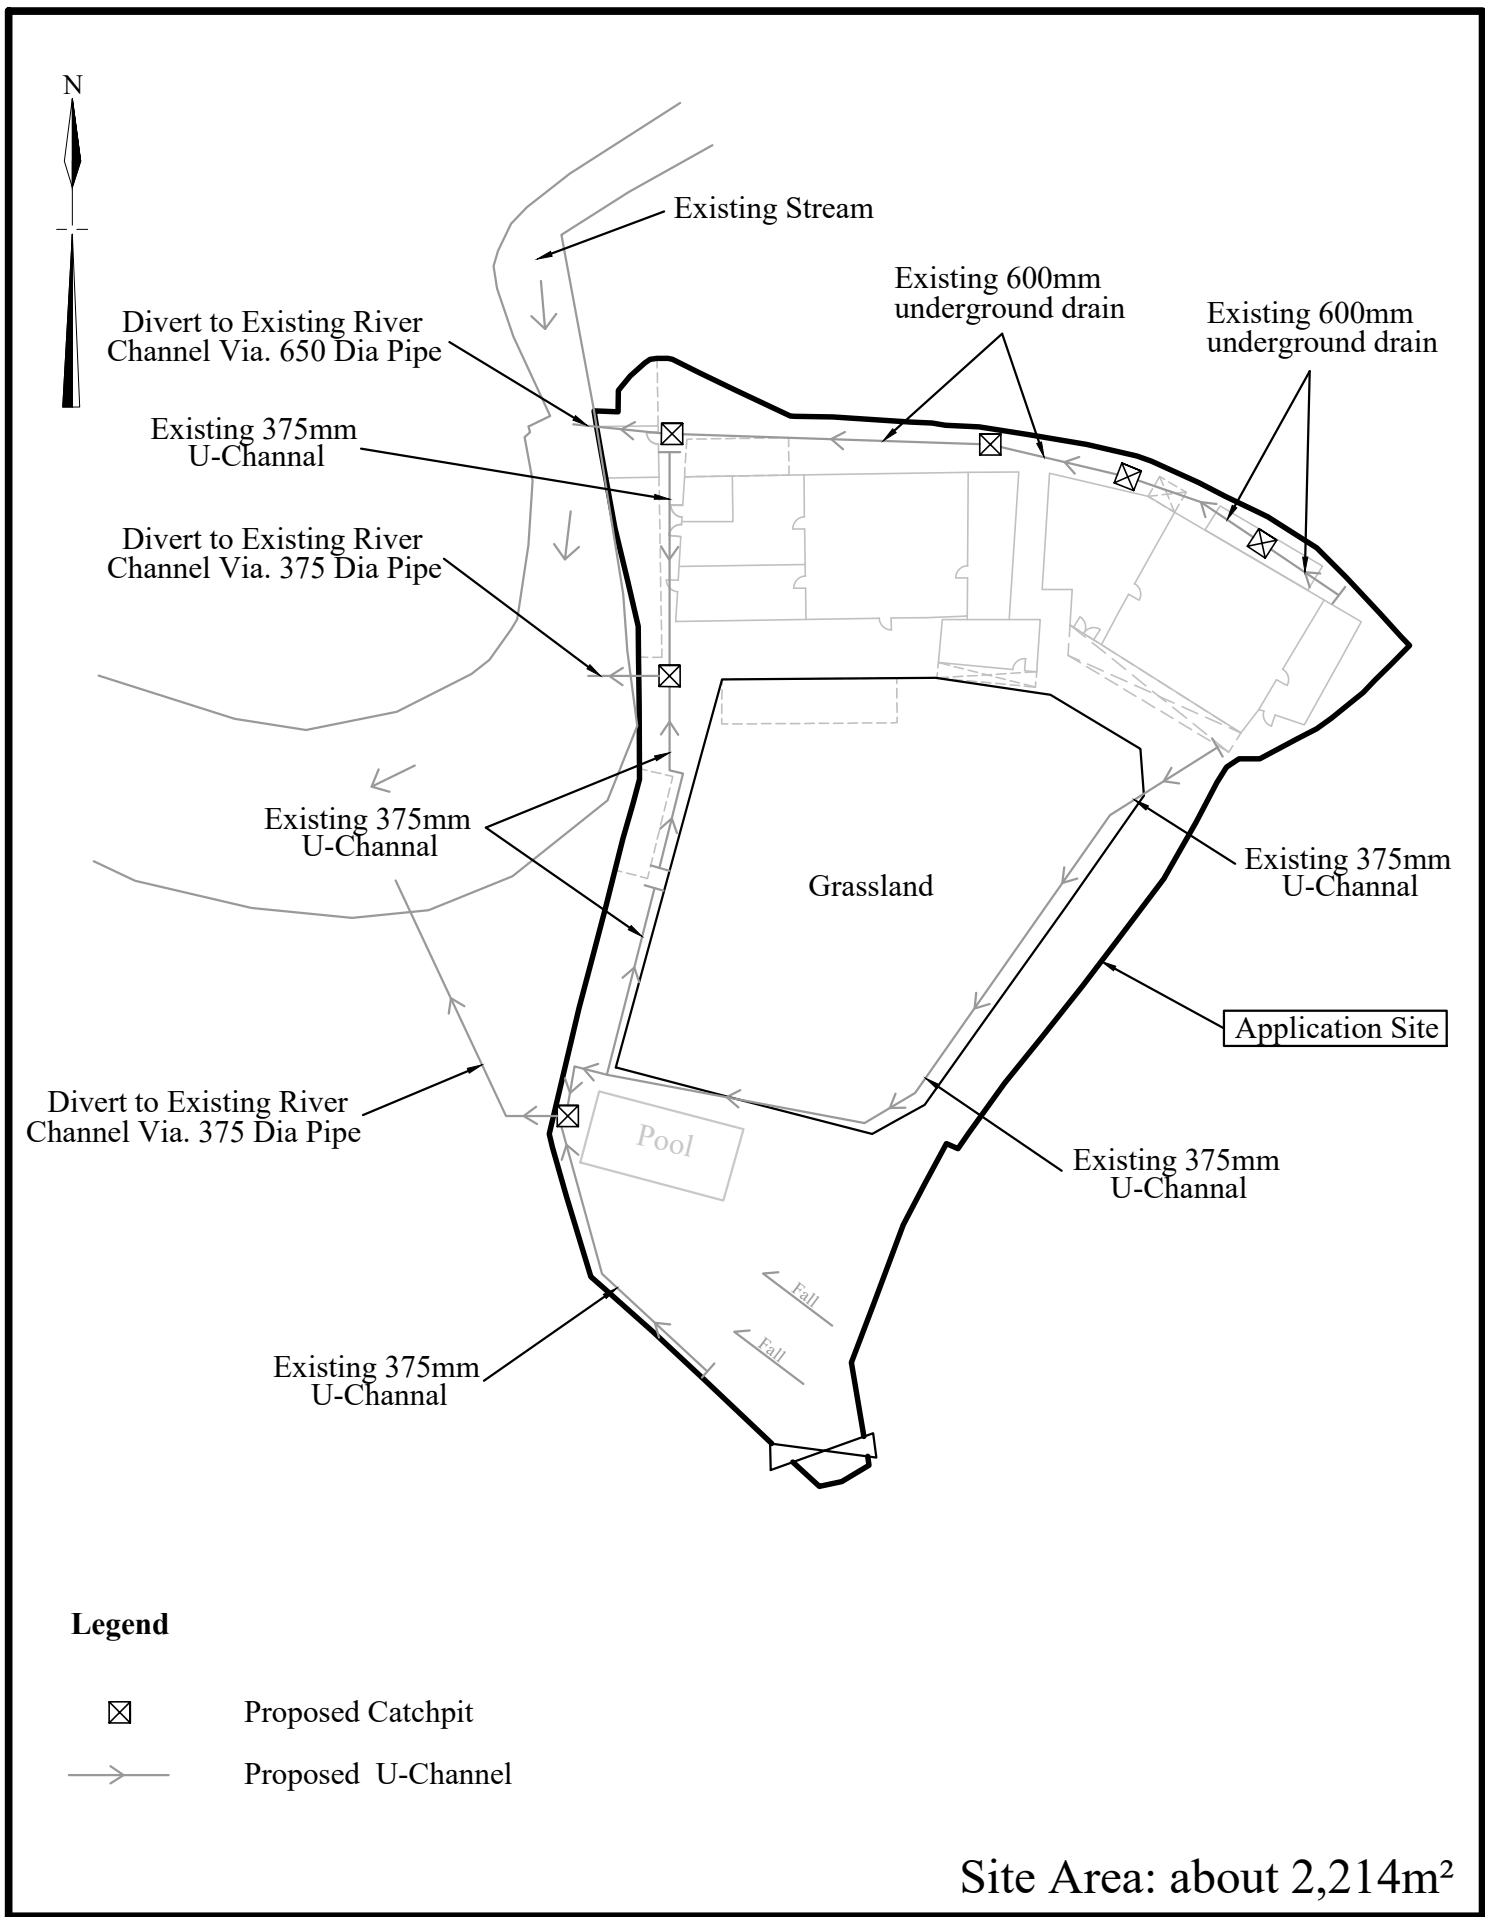 N
Existing Stream
Existing 600mm
underground drain
Existing 600mm
underground drain
Divert to Existing River
Channel Via. 650 Dia Pipe
Existing 375mm
U-Channal
Divert to Existing River
Channel Via. 375 Dia Pipe
Existing 375mm
U-Channal
Grassland
Existing 375mm
U-Channal
Application Site
Divert to Existing River
Channel Via. 375 Dia Pipe
Pool
Existing 375mm
U-Channal
Fall
Fall
Existing 375mm
U-Channal
Legend
Proposed Catchpit
Proposed U-Channel
Site Area: about 2,214m²